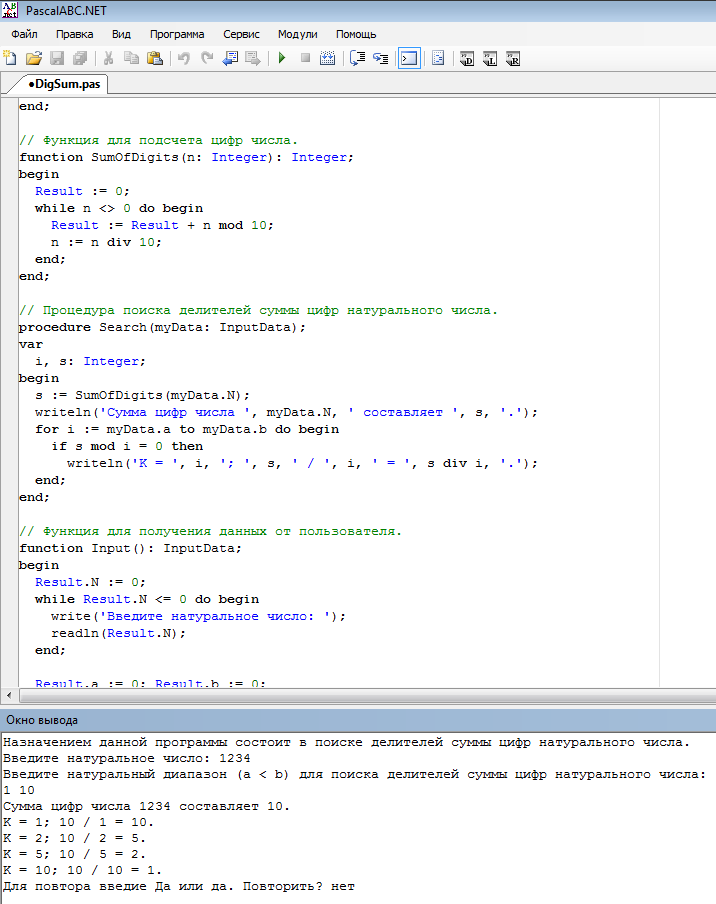 PascalABC.NET
Файл Правка Вид Программа Сервис Модули Помощь
•DigSum.pas
end;
// Функция для подсчета цифр числа.
function SumOfDigits(n: Integer): Integer;
begin
Result := 0;
while n <> 0 do begin
Result := Result + n mod 10;
n := n div 10;
end;
end;
// Процедура поиска делителей суммы цифр натурального числа.
procedure Search(myData: InputData);
var
i, s: Integer;
begin
s := SumOfDigits(myData.N);
writeln('Сумма цифр числа ', myData.N, ' составляет ', s, '.');
for i := myData.a to myData.b do begin
if s mod i = 0 then
writeln('K = ', i, '; ', s, ' / ', i, ' = ', s div i, '.');
end;
end;
// Функция для получения данных от пользователя.
function Input(): InputData;
begin
Result.N := 0;
while Result.N <= 0 do begin
write('Введите натуральное число: ');
readln(Result.N);
end;
Result.a := 0; Result.b := 0;
Окно вывода
Назначением данной программы состоит в поиске делителей суммы цифр натурального числа.
Введите натуральное число: 1234
Введите натуральный диапазон (a < b) для поиска делителей суммы цифр натурального числа:
1 10
Сумма цифр числа 1234 составляет 10.
K = 1; 10 / 1 = 10.
K = 2; 10 / 2 = 5.
K = 5; 10 / 5 = 2.
K = 10; 10 / 10 = 1.
Для повтора введие Да или да. Повторить? нет